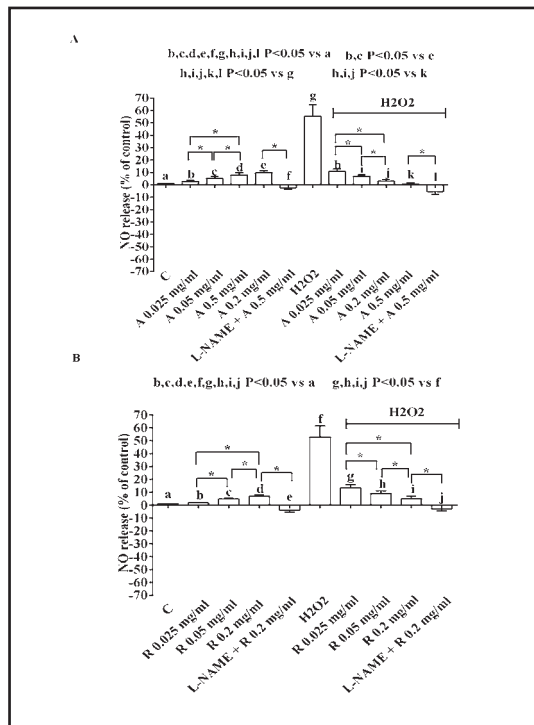 A
b,c,d,e,f,g,h,i,j,l P<0.05 vs a b,c P<0.05 vs e
h,i,j,k,l P<0.05 vs g h,i,j P<0.05 vs k
H2O2
NO release (% of control)
70
60
50
40
30
20
10
0
-10
-20
-30
-40
-50
-60
-70
a b c d e f g h i j k l
* * * * * * * *
C
A 0.025 mg/ml
A 0.05 mg/ml
A 0.5 mg/ml
A 0.2 mg/ml
L-NAME + A 0.5 mg/ml
H2O2
A 0.025 mg/ml
A 0.05 mg/ml
A 0.2 mg/ml
A 0.5 mg/ml
L-NAME + A 0.5 mg/ml
B
b,c,d,e,f,g,h,i,j P<0.05 vs a g,h,i,j P<0.05 vs f
H2O2
NO release (% of control)
70
60
50
40
30
20
10
0
-10
-20
-30
-40
-50
-60
-70
a b c d e f g h i j
* * * * * * * *
C
R 0.025 mg/ml
R 0.05 mg/ml
R 0.2 mg/ml
L-NAME + R 0.2 mg/ml
H2O2
R 0.025 mg/ml
R 0.05 mg/ml
R 0.2 mg/ml
L-NAME + R 0.2 mg/ml